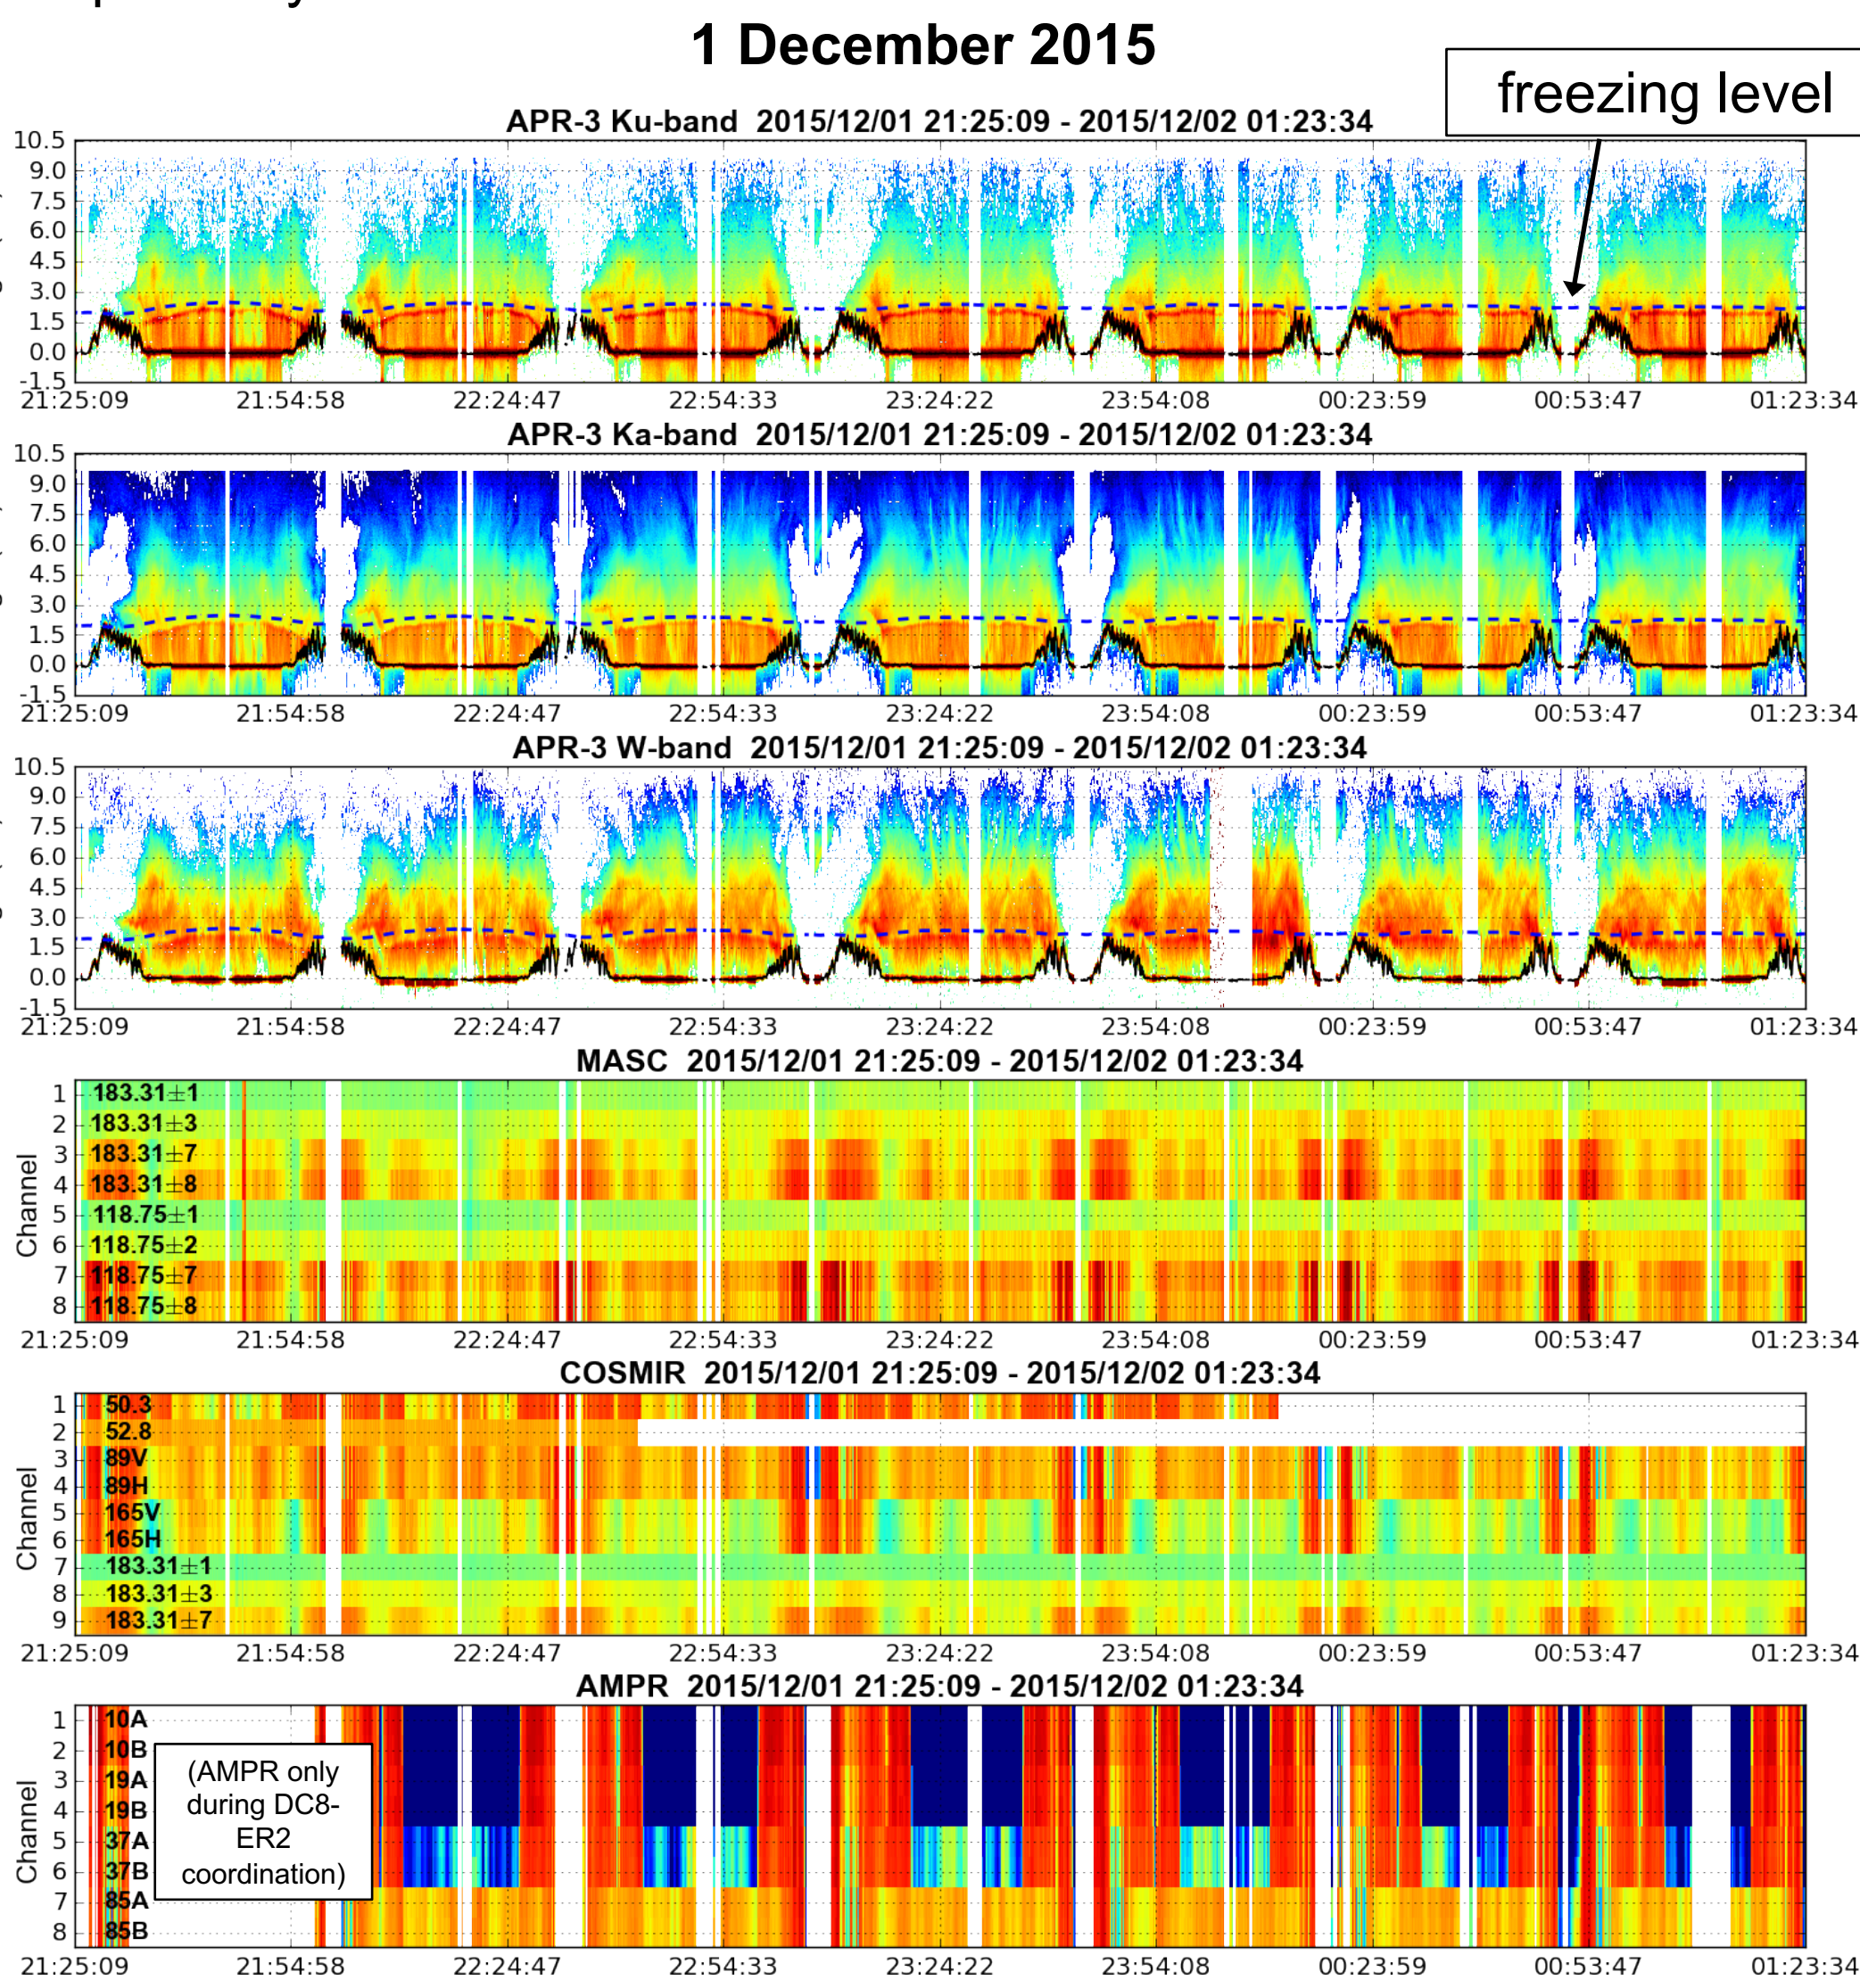 1 December 2015
freezing level
APR-3 Ku-band 2015/12/01 21:25:09 - 2015/12/02 01:23:34
10.5
9.0
7.5
6.0
4.5
3.0
1.5
0.0
-1.5
21:25:09 21:54:58 22:24:47 22:54:33 23:24:22 23:54:08 00:23:59 00:53:47 01:23:34
APR-3 Ka-band 2015/12/01 21:25:09 - 2015/12/02 01:23:34
10.5
9.0
7.5
6.0
4.5
3.0
1.5
0.0
-1.5
21:25:09 21:54:58 22:24:47 22:54:33 23:24:22 23:54:08 00:23:59 00:53:47 01:23:34
APR-3 W-band 2015/12/01 21:25:09 - 2015/12/02 01:23:34
10.5
9.0
7.5
6.0
4.5
3.0
1.5
0.0
-1.5
21:25:09 21:54:58 22:24:47 22:54:33 23:24:22 23:54:08 00:23:59 00:53:47 01:23:34
MASC 2015/12/01 21:25:09 - 2015/12/02 01:23:34
Channel
1 183.31±1
2 183.31±3
3 183.31±7
4 183.31±8
5 118.75±1
6 118.75±2
7 118.75±7
8 118.75±8
21:25:09 21:54:58 22:24:47 22:54:33 23:24:22 23:54:08 00:23:59 00:53:47 01:23:34
COSMIR 2015/12/01 21:25:09 - 2015/12/02 01:23:34
Channel
1 50.3
2 52.8
3 89V
4 89H
5 165V
6 165H
7 183.31±1
8 183.31±3
9 183.31±7
21:25:09 21:54:58 22:24:47 22:54:33 23:24:22 23:54:08 00:23:59 00:53:47 01:23:34
AMPR 2015/12/01 21:25:09 - 2015/12/02 01:23:34
Channel
1 10A
2 10B
3 19A
4 19B
5 37A
6 37B
7 85A
8 85B
(AMPR only
during DC8-
ER2
coordination)
21:25:09 21:54:58 22:24:47 22:54:33 23:24:22 23:54:08 00:23:59 00:53:47 01:23:34